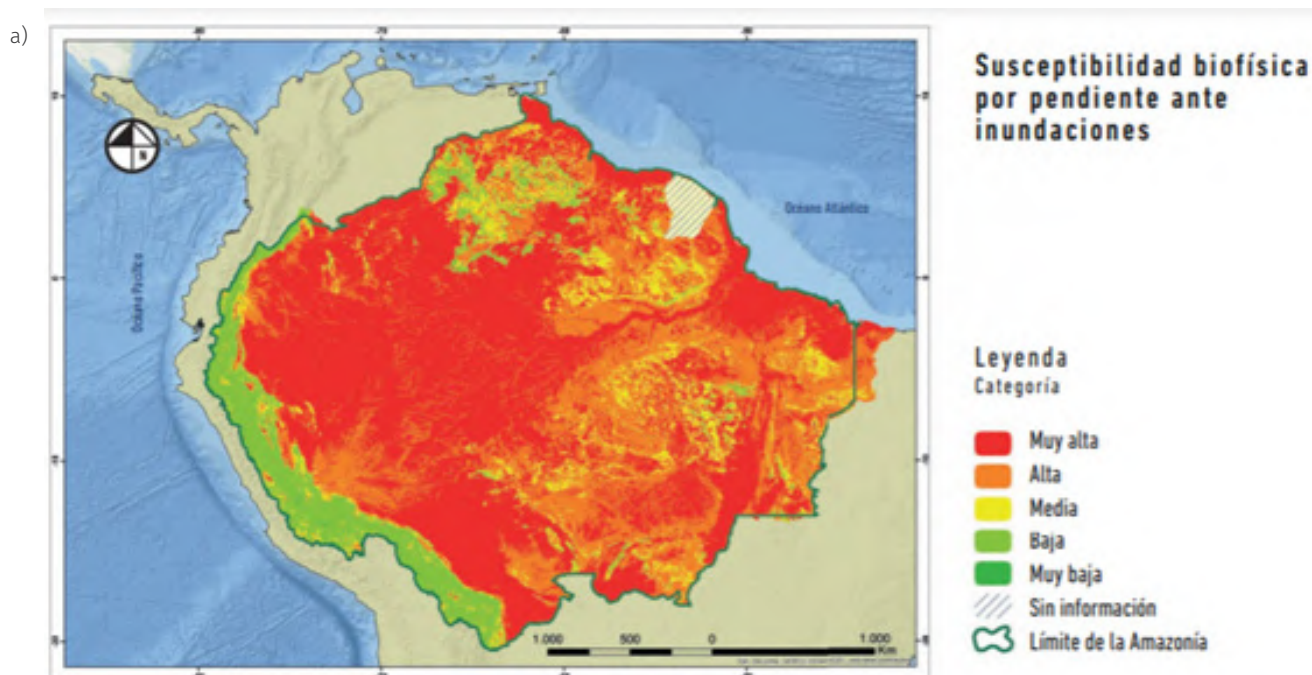 a)
Susceptibilidad biofísica
por pendiente ante
inundaciones
N
Océano Atlántico
Océano Pacífico
Leyenda
Categoría
Muy alta
Alta
Media
Baja
Muy baja
Sin información
Límite de la Amazonía
1.000 500 0 1.000
Km